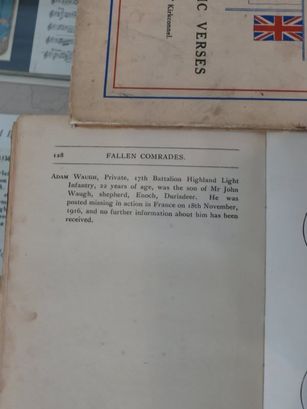 IC VERSES
Kirkconnel.
128 FALLEN COMRADES.
ADAM WAUGH, Private, 17th Battalion Highland Light
Infantry, 22 years of age, was the son of Mr John
Waugh, shepherd, Enoch, Durisdeer. He was
posted missing in action in France on 18th November,
1916, and no further information about him has been
received.